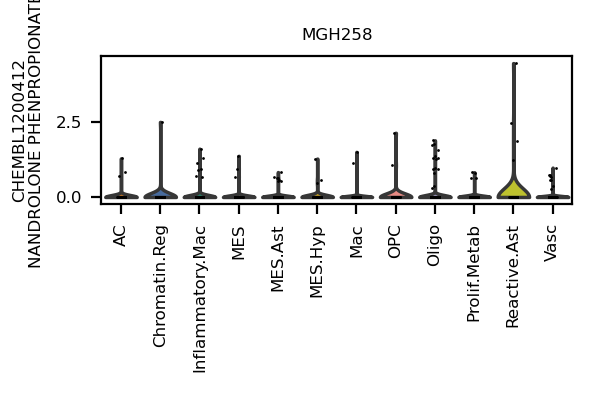 MGH258
CHEMBL1200412
NANDROLONE PHENPROPIONATE
2.5
0.0
AC
Chromatin.Reg
Inflammatory.Mac
MES
MES.Ast
MES.Hyp
Mac
OPC
Oligo
Prolif.Metab
Reactive.Ast
Vasc